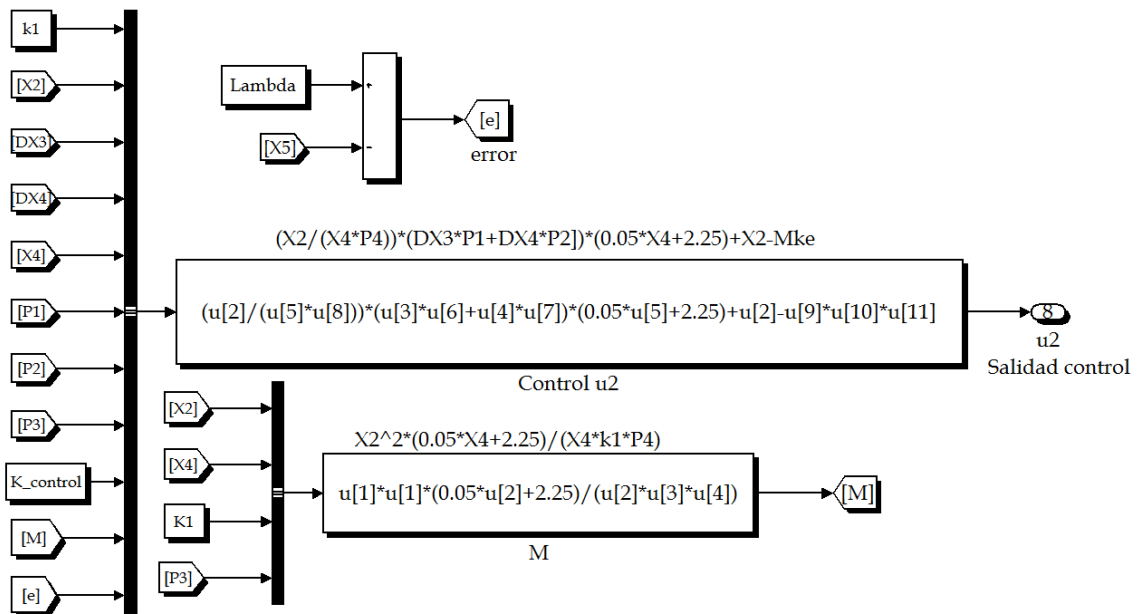 k1
[X2]
[DX3]
[DX4]
[X4]
[P1]
[P2]
[P3]
K_control
[M]
[e]
Lambda
+
[X5]
-
[e]
error
(X2/(X4*P4))*(DX3*P1+DX4*P2])*(0.05*X4+2.25)+X2-Mke
(u[2]/(u[5]*u[8]))*(u[3]*u[6]+u[4]*u[7])*(0.05*u[5]+2.25)+u[2]-u[9]*u[10]*u[11]
Control u2
8
u2
Salidad control
[X2]
[X4]
K1
[P3]
X2^2*(0.05*X4+2.25)/(X4*k1*P4)
u[1]*u[1]*(0.05*u[2]+2.25)/(u[2]*u[3]*u[4])
M
[M]